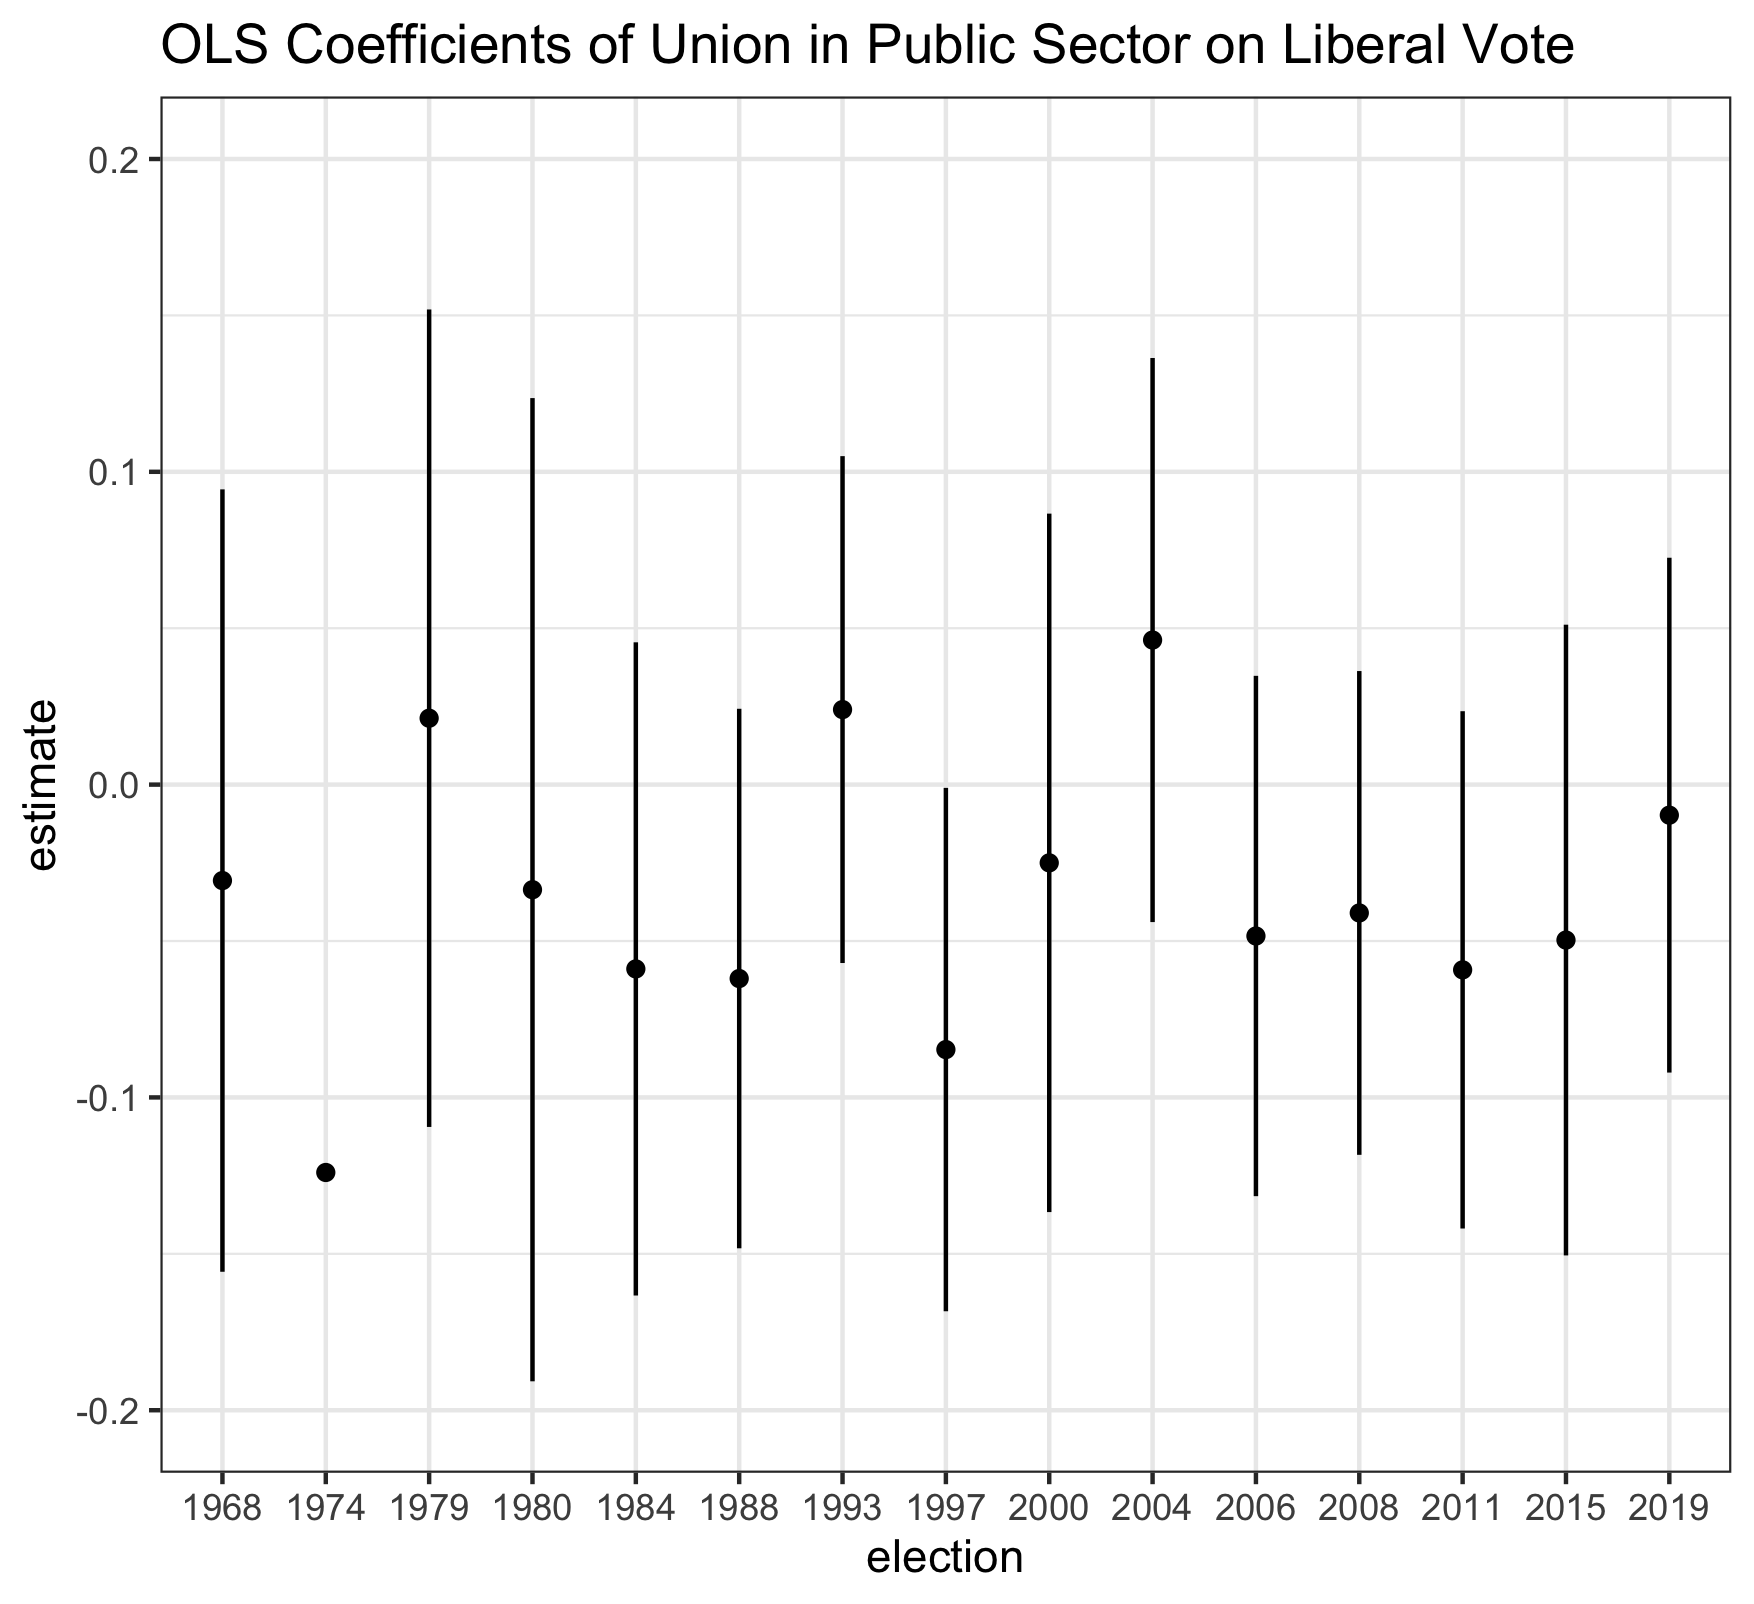 OLS Coefficients of Union in Public Sector on Liberal Vote
0.2
0.1
0.0
-0.1
-0.2
estimate
1968 1974 1979 1980 1984 1988 1993 1997 2000 2004 2006 2008 2011 2015 2019
election